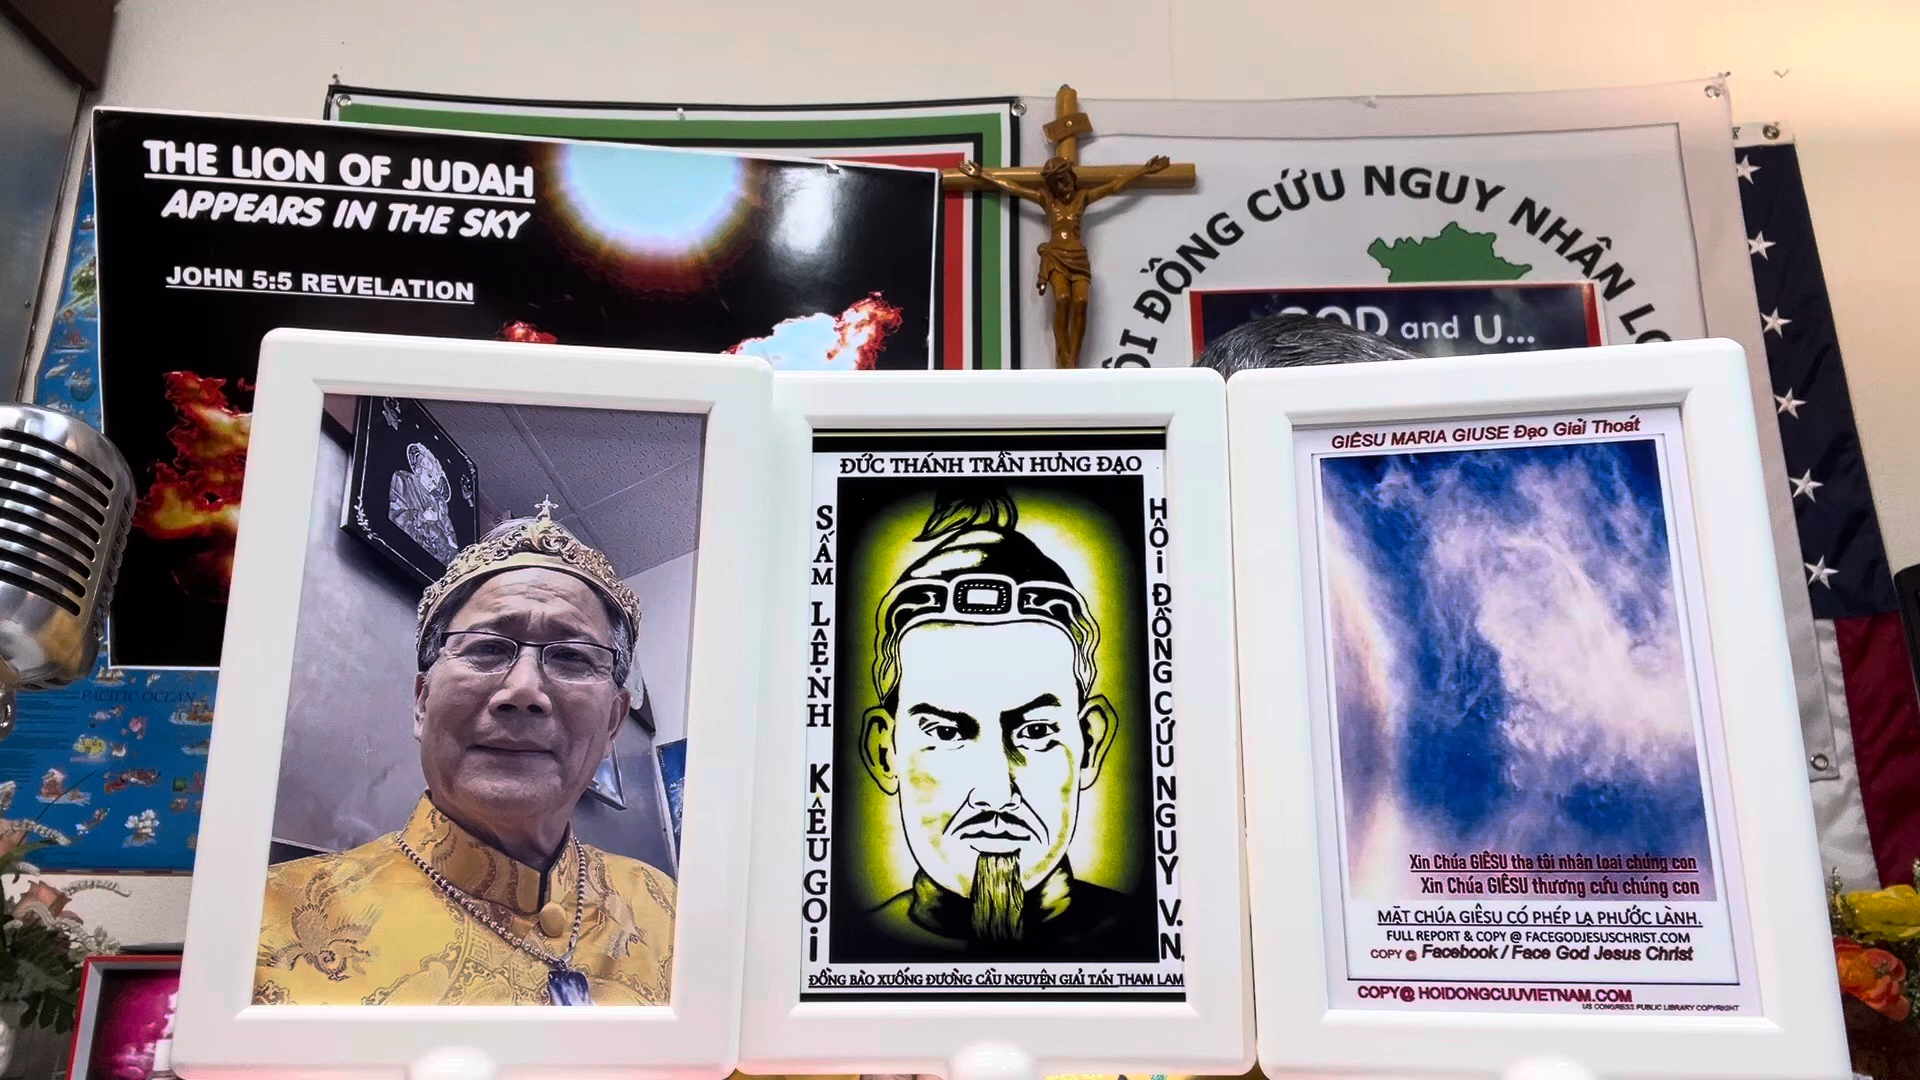 THE LION OF JUDAH
APPEARS IN THE SKY
JOHN 5:5 REVELATION
ĐỒNG CỨU NGUY NHÂN
GOD and U...
PACIFIC OCEAN
ĐỨC THÁNH TRẦN HƯNG ĐẠO
SẤM LỆNH KÊU GỌI
HỘI ĐỒNG CỨU NGUY V.N.
ĐỒNG BÀO XUỐNG ĐƯỜNG CẦU NGUYỆN GIẢI TÁN THAM LAM
GIÊSU MARIA GIUSE Đạo Giải Thoát
Xin Chúa GIÊSU tha tội nhân loại chúng con
Xin Chúa GIÊSU thương cứu chúng con
MẶT CHÚA GIÊSU CÓ PHÉP LẠ PHƯỚC LÀNH.
FULL REPORT & COPY @ FACEGODJESUSCHRIST.COM
COPY @ Facebook / Face God Jesus Christ
COPY@ HOIDONGCUUVIETNAM.COM
US CONGRESS PUBLIC LIBRARY COPYRIGHT